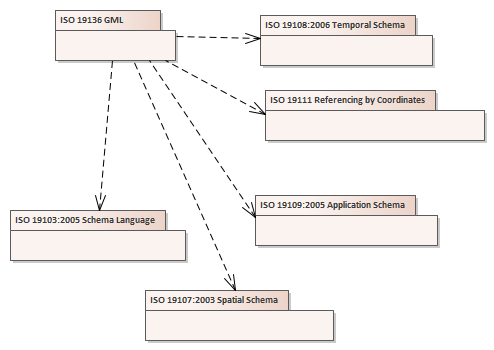 ISO 19136 GML
ISO 19108:2006 Temporal Schema
ISO 19111 Referencing by Coordinates
ISO 19109:2005 Application Schema
ISO 19103:2005 Schema Language
ISO 19107:2003 Spatial Schema